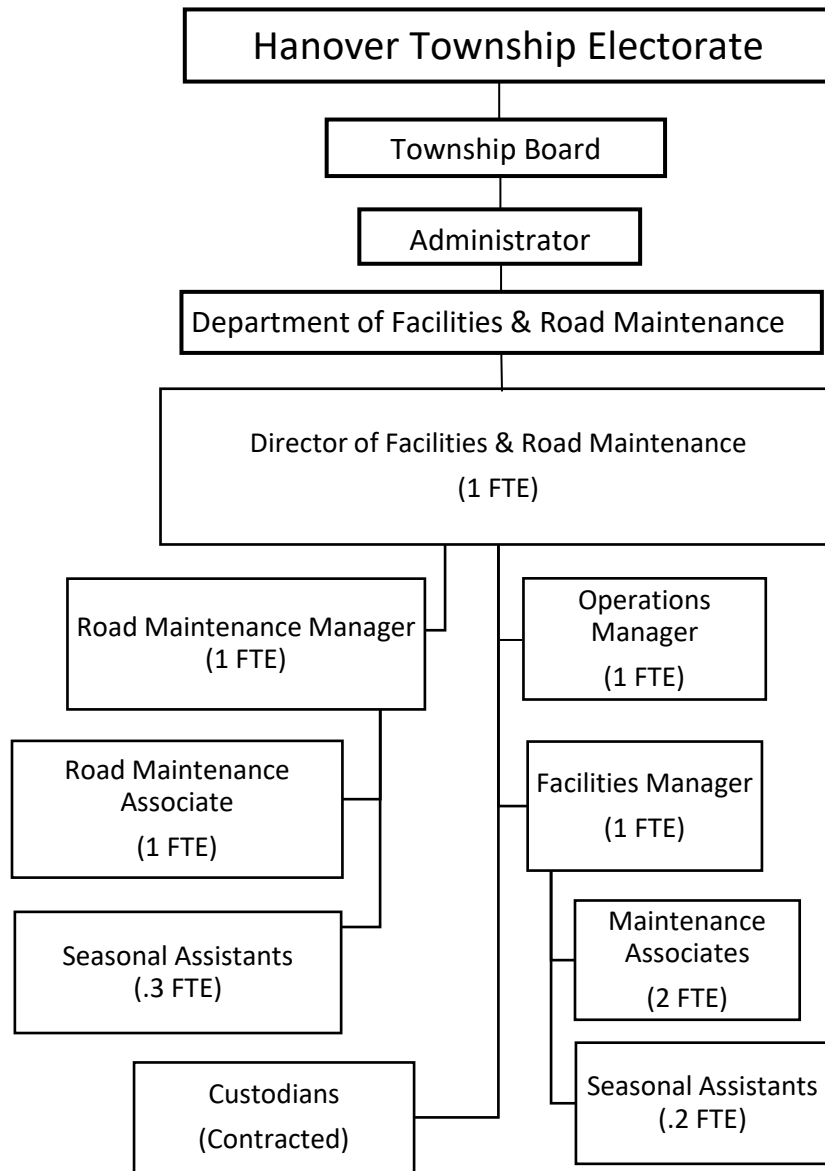 Hanover Township Electorate
Township Board
Administrator
Department of Facilities & Road Maintenance
Director of Facilities & Road Maintenance
(1 FTE)
Road Maintenance Manager
(1 FTE)
Operations
Manager
(1 FTE)
Road Maintenance
Associate
(1 FTE)
Facilities Manager
(1 FTE)
Seasonal Assistants
(.3 FTE)
Maintenance
Associates
(2 FTE)
Custodians
(Contracted)
Seasonal Assistants
(.2 FTE)